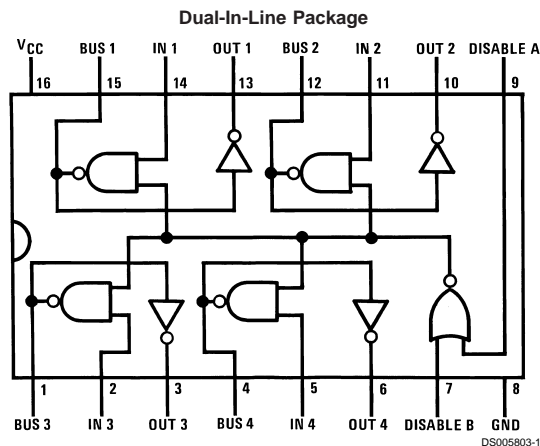 Dual-In-Line Package
VCC BUS 1 IN 1 OUT 1 BUS 2 IN 2 OUT 2 DISABLE A
16 15 14 13 12 11 10 9
1 2 3 4 5 6 7 8
BUS 3 IN 3 OUT 3 BUS 4 IN 4 OUT 4 DISABLE B GND
DS005803-1